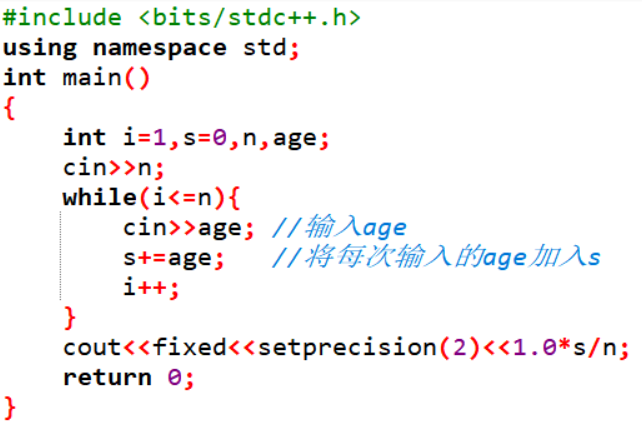 #include <bits/stdc++.h>
using namespace std;
int main()
{
    int i=1,s=0,n,age;
    cin>>n;
    while(i<=n){
        cin>>age; //输入age
        s+=age;   //将每次输入的age加入s
        i++;
    }
    cout<<fixed<<setprecision(2)<<1.0*s/n;
    return 0;
}